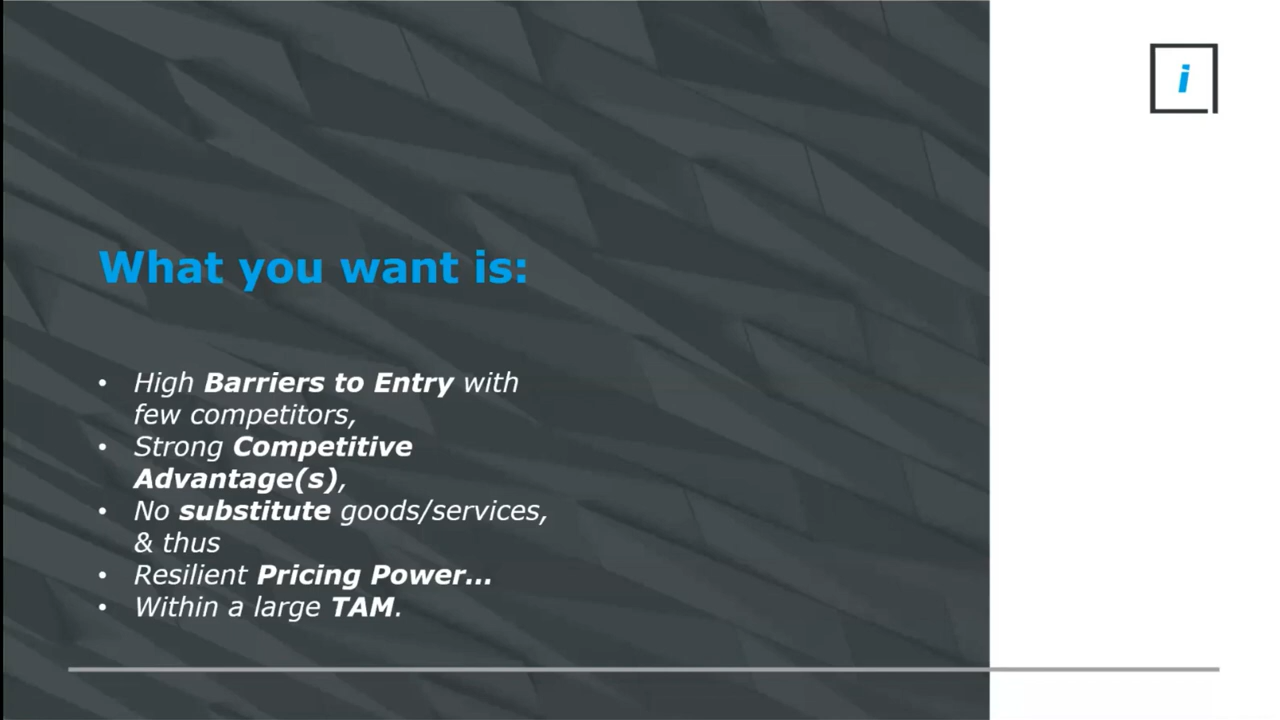 i
What you want is:
• High Barriers to Entry with
few competitors,
• Strong Competitive
Advantage(s),
• No substitute goods/services,
& thus
• Resilient Pricing Power...
• Within a large TAM.